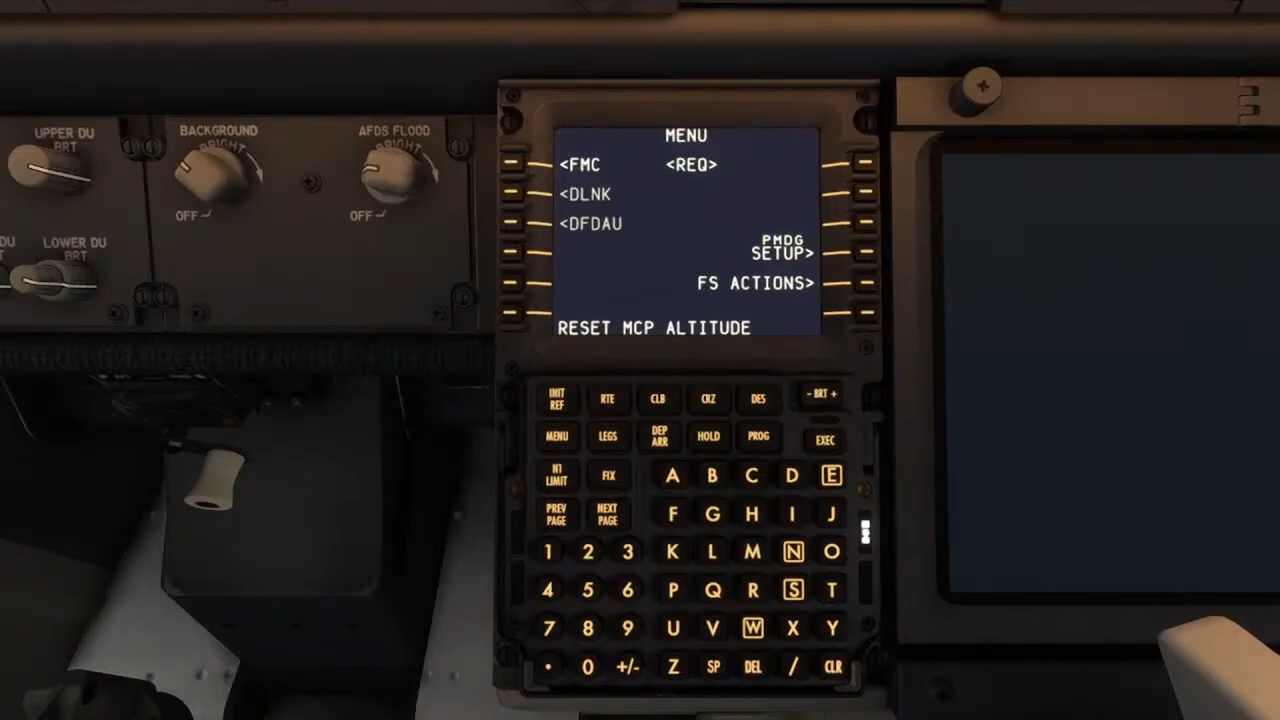 UPPER DU
BRT
BACKGROUND
BRIGHT
OFF
AFDS FLOOD
BRIGHT
OFF
DU
LOWER DU
BRT
MENU
<FMC <REQ>
<DLNK
<DFDAU
PMDG
SETUP>
FS ACTIONS>
RESET MCP ALTITUDE
INIT REF RTE CLB CRZ DES - BRT +
MENU LEGS DEP ARR HOLD PROG EXEC
N1 LIMIT FIX A B C D E
PREV PAGE NEXT PAGE F G H I J
1 2 3 K L M N O
4 5 6 P Q R S T
7 8 9 U V W X Y
. 0 +/- Z SP DEL / CLR